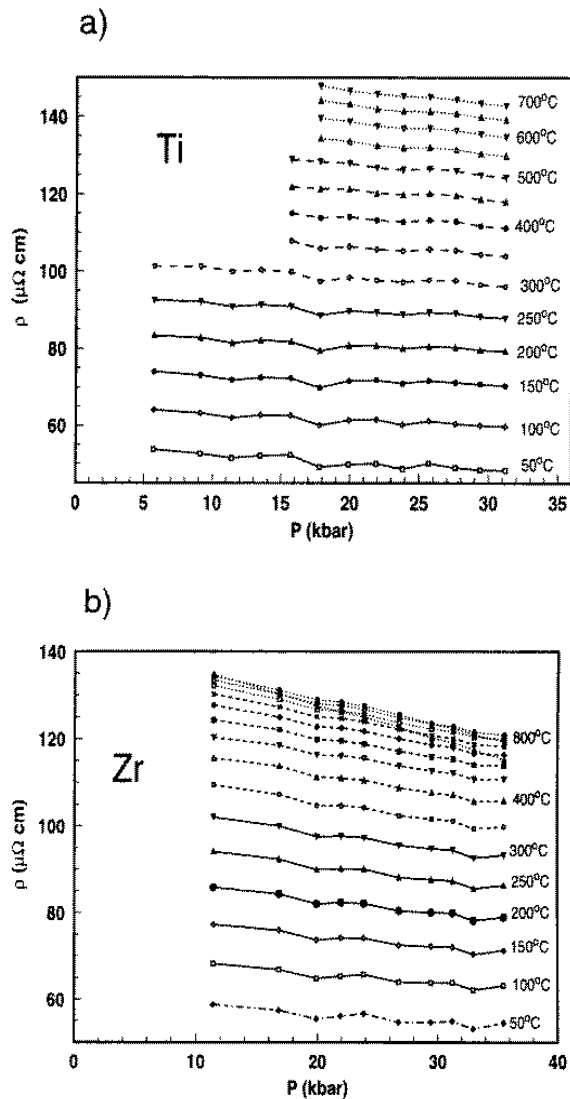 a)
Ti
140
120
100
80
60
ρ (μΩ cm)
700°C
600°C
500°C
400°C
300°C
250°C
200°C
150°C
100°C
50°C
0 5 10 15 20 25 30 35
P (kbar)
b)
Zr
140
120
100
80
60
ρ (μΩ cm)
800°C
400°C
300°C
250°C
200°C
150°C
100°C
50°C
0 10 20 30 40
P (kbar)